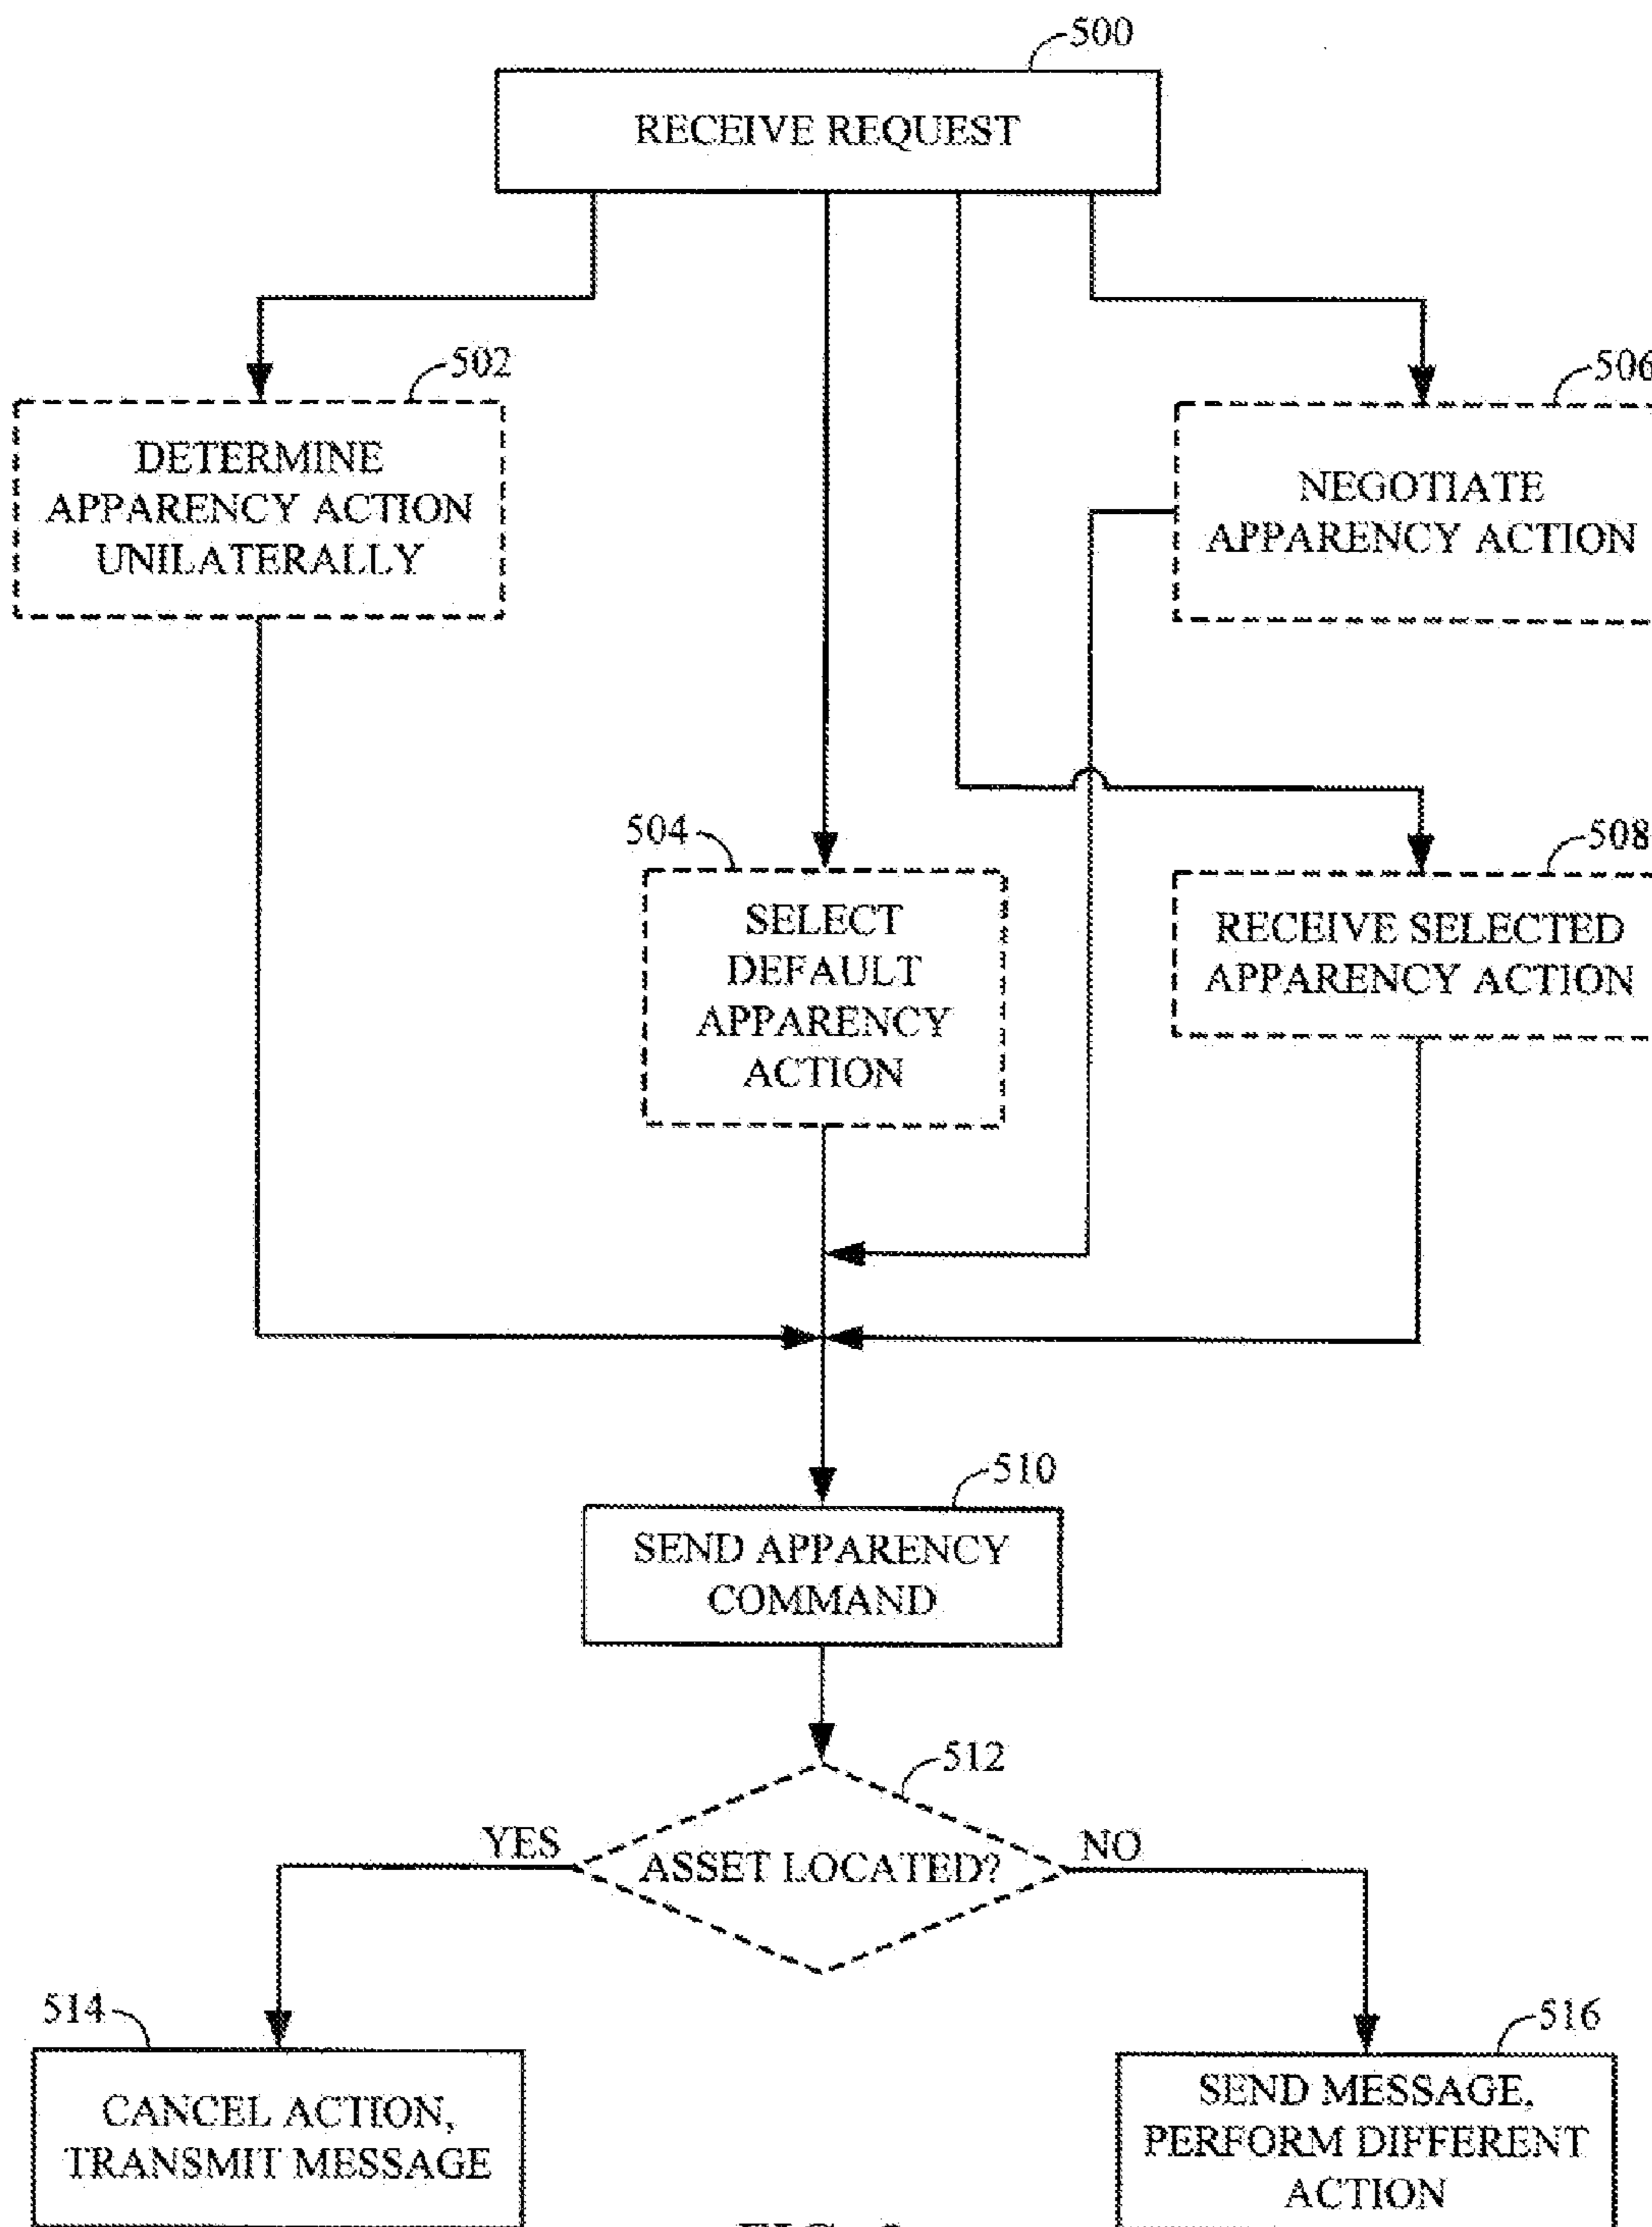 500
RECEIVE REQUEST
502
DETERMINE
APPARENCY ACTION
UNILATERALLY
506
NEGOTIATE
APPARENCY ACTION
504
SELECT
DEFAULT
APPARENCY
ACTION
508
RECEIVE SELECTED
APPARENCY ACTION
510
SEND APPARENCY
COMMAND
512
YES
ASSET LOCATED?
NO
514
CANCEL ACTION,
TRANSMIT MESSAGE
516
SEND MESSAGE,
PERFORM DIFFERENT
ACTION